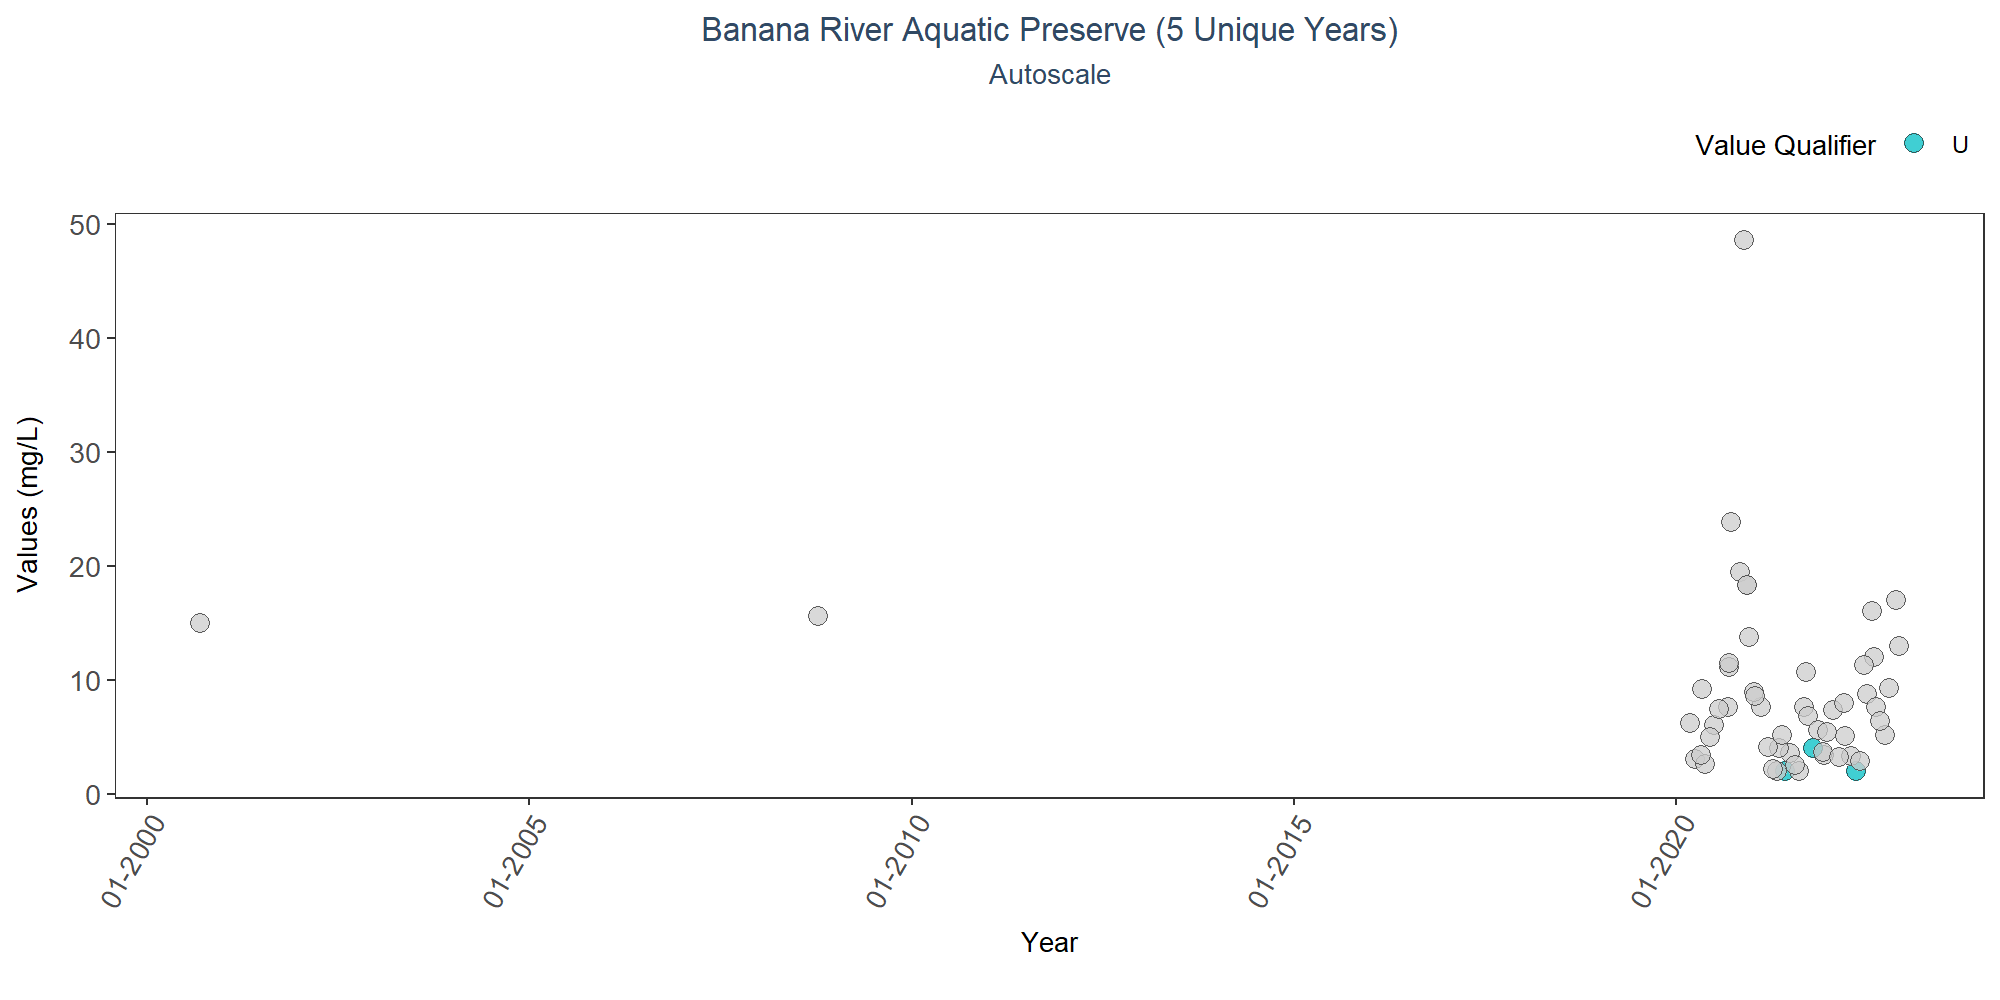 Banana River Aquatic Preserve (5 Unique Years)
Autoscale
Value Qualifier U
Values (mg/L)
50
40
30
20
10
0
01-2000
01-2005
01-2010
01-2015
01-2020
Year